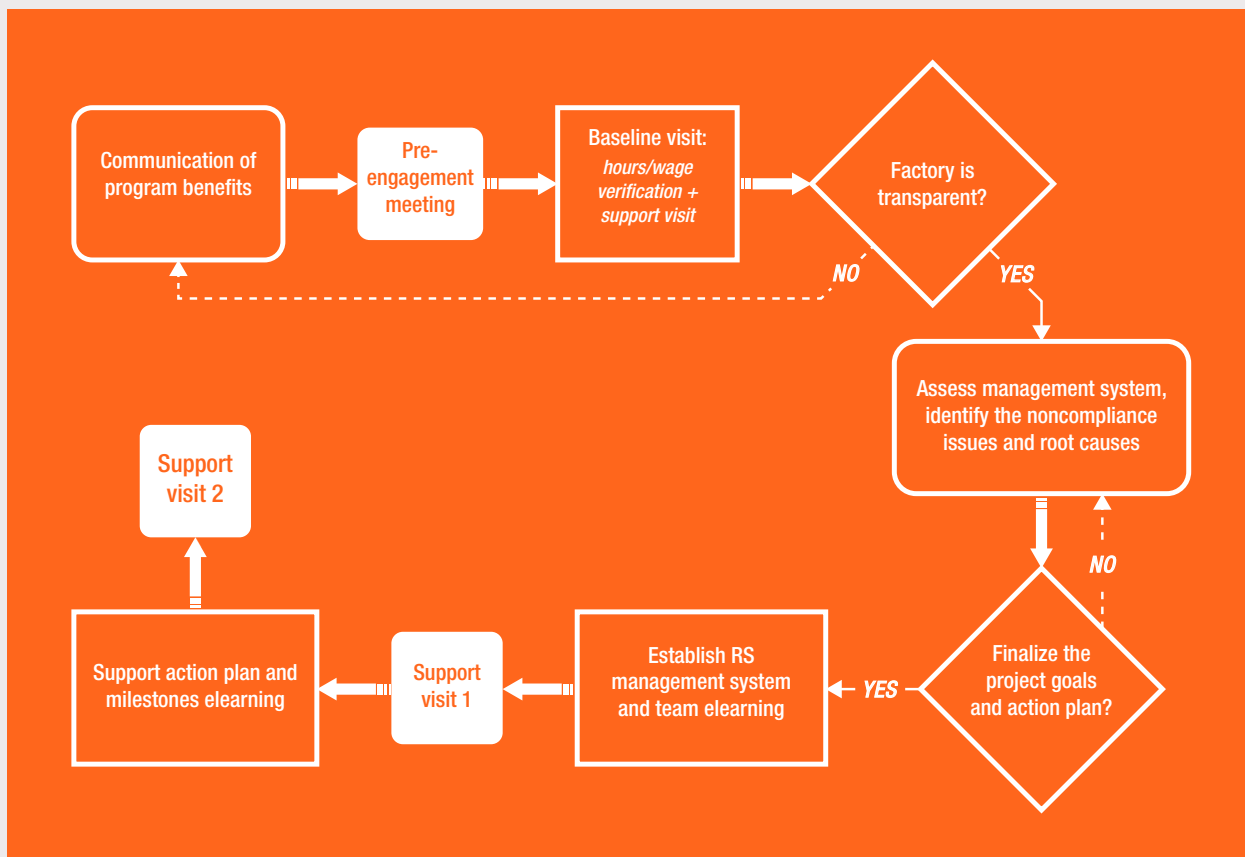 Communication of
program benefits
Pre-
engagement
meeting
Baseline visit:
hours/wage
verification +
support visit
Factory is
transparent?
NO
YES
Assess management system,
identify the noncompliance
issues and root causes
NO
Finalize the
project goals
and action plan?
YES
Establish RS
management system
and team elearning
Support
visit 1
Support action plan and
milestones elearning
Support
visit 2